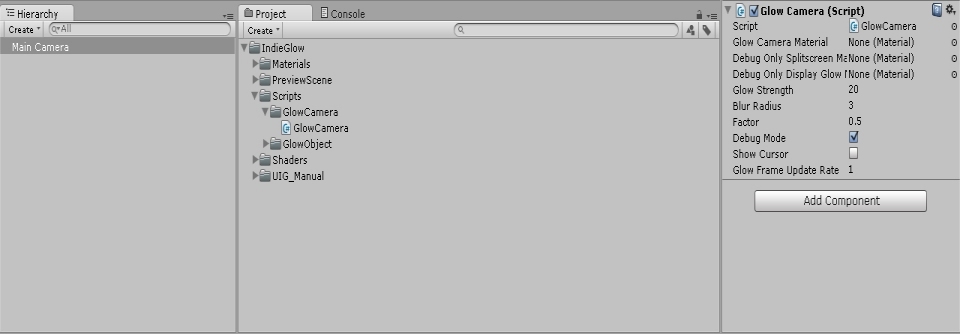 Hierarchy
Create
All
Main Camera
Project
Console
Create
IndieGlow
Materials
PreviewScene
Scripts
GlowCamera
GlowCamera
GlowObject
Shaders
UIG_Manual
Glow Camera (Script)
Script GlowCamera
Glow Camera Material None (Material)
Debug Only Splitscreen Ma None (Material)
Debug Only Display Glow None (Material)
Glow Strength 20
Blur Radius 3
Factor 0.5
Debug Mode
Show Cursor
Glow Frame Update Rate 1
Add Component